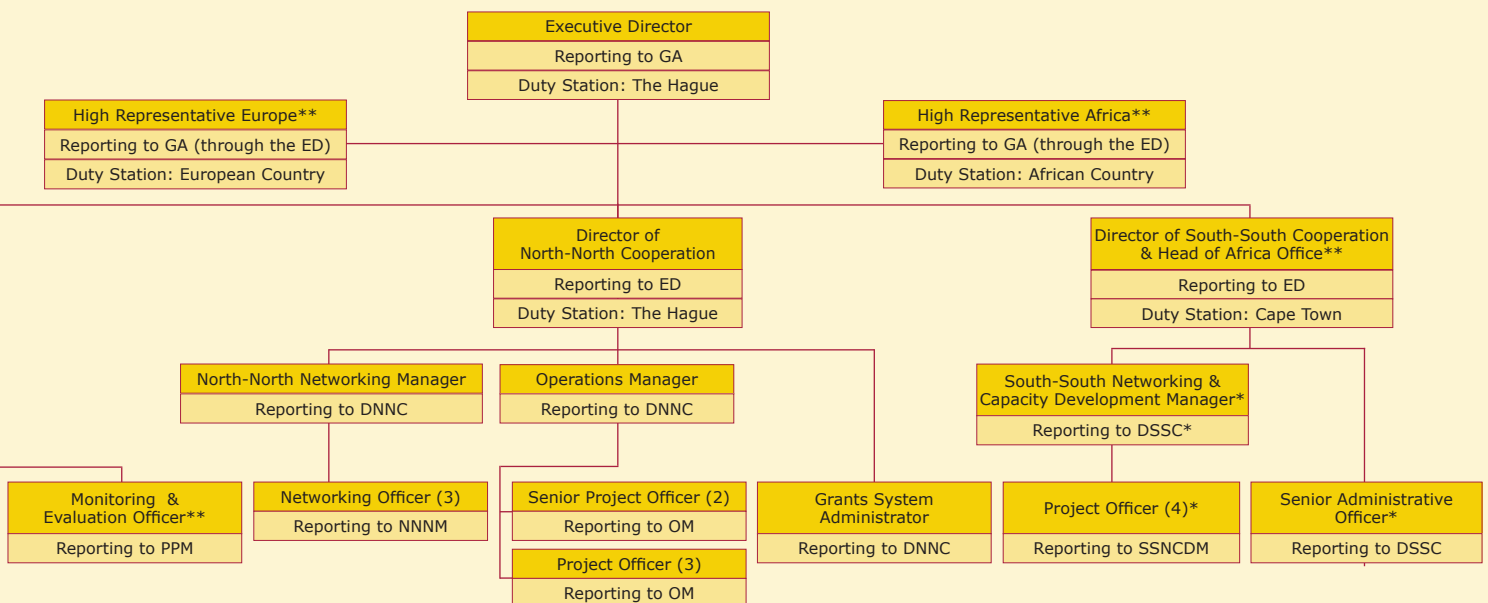 Executive Director
Reporting to GA
Duty Station: The Hague
High Representative Europe**
Reporting to GA (through the ED)
Duty Station: European Country
High Representative Africa**
Reporting to GA (through the ED)
Duty Station: African Country
Director of
North-North Cooperation
Reporting to ED
Duty Station: The Hague
Director of South-South Cooperation
& Head of Africa Office**
Reporting to ED
Duty Station: Cape Town
North-North Networking Manager
Reporting to DNNC
Operations Manager
Reporting to DNNC
South-South Networking &
Capacity Development Manager*
Reporting to DSSC*
Monitoring &
Evaluation Officer**
Reporting to PPM
Networking Officer (3)
Reporting to NNNM
Senior Project Officer (2)
Reporting to OM
Project Officer (3)
Reporting to OM
Grants System
Administrator
Reporting to DNNC
Project Officer (4)*
Reporting to SSNCDM
Senior Administrative
Officer*
Reporting to DSSC